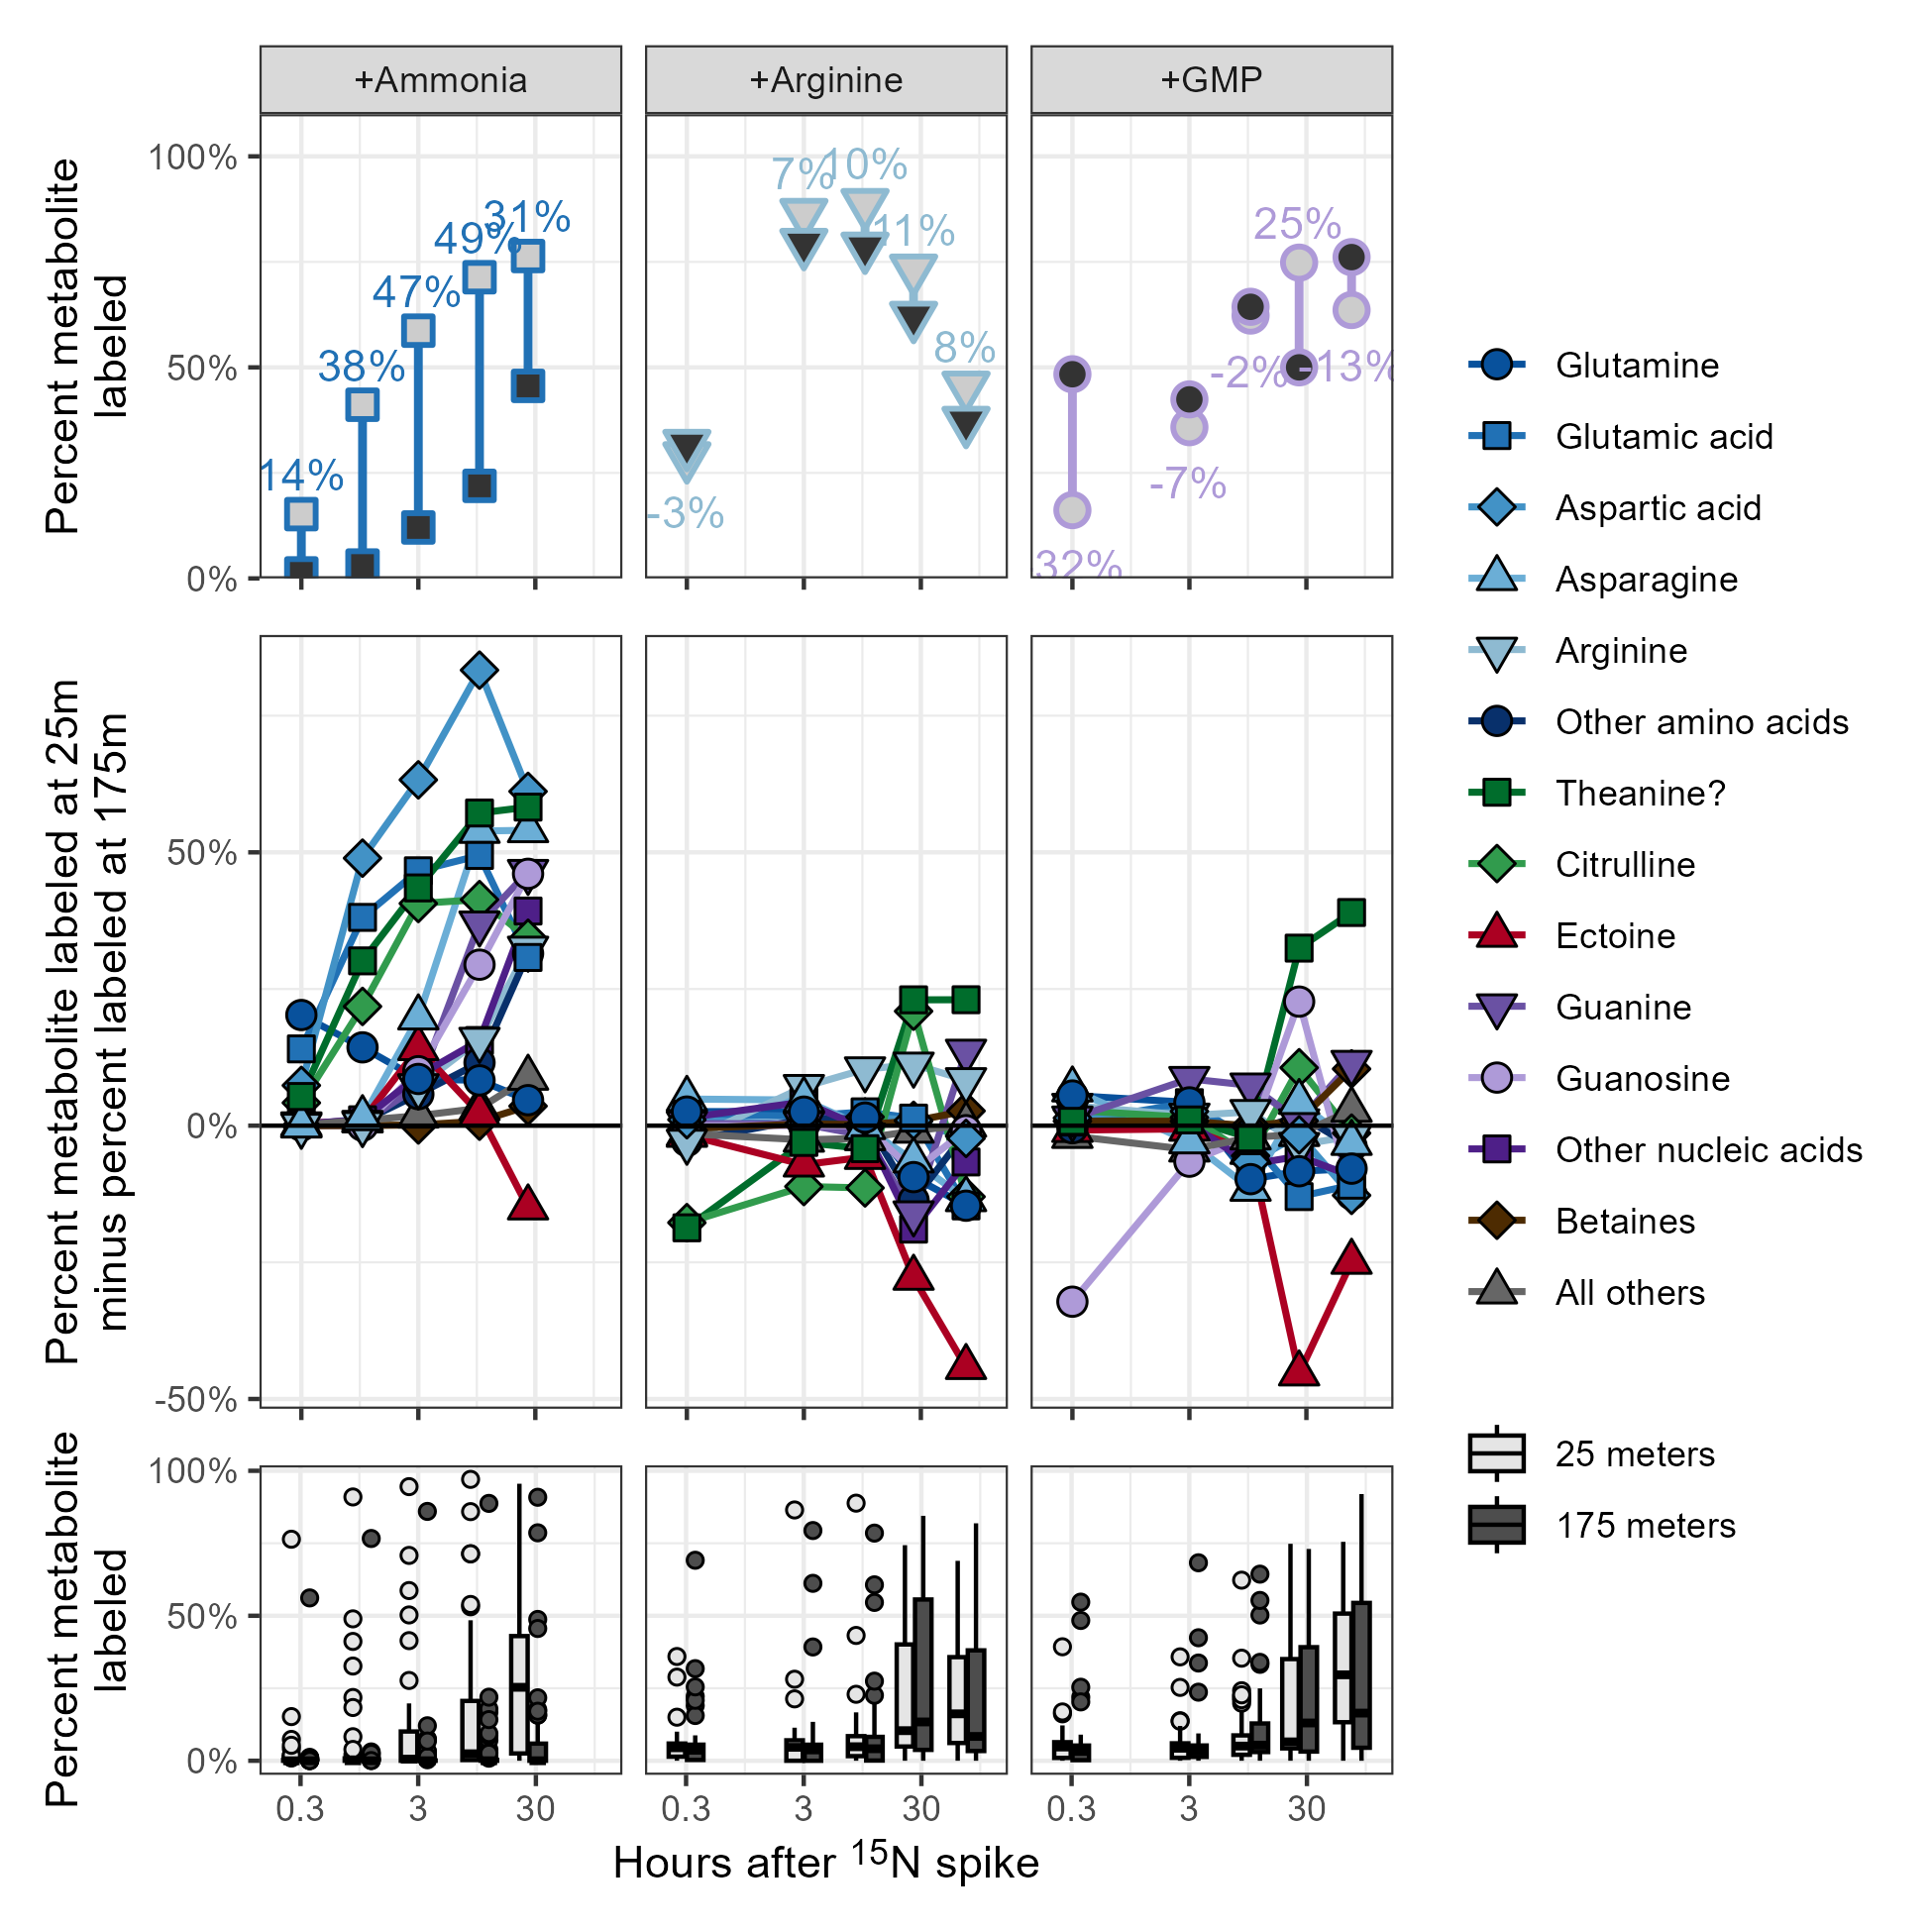 +Ammonia
+Arginine
+GMP
Percent metabolite
labeled
100%
50%
0%
14%
38%
47%
49%
31%
-3%
7%
10%
11%
8%
32%
-7%
-2%
25%
-13%
Percent metabolite labeled at 25m
minus percent labeled at 175m
50%
0%
-50%
Percent metabolite
labeled
100%
50%
0%
0.3
3
30
0.3
3
30
0.3
3
30
Hours after 15N spike
Glutamine
Glutamic acid
Aspartic acid
Asparagine
Arginine
Other amino acids
Theanine?
Citrulline
Ectoine
Guanine
Guanosine
Other nucleic acids
Betaines
All others
25 meters
175 meters